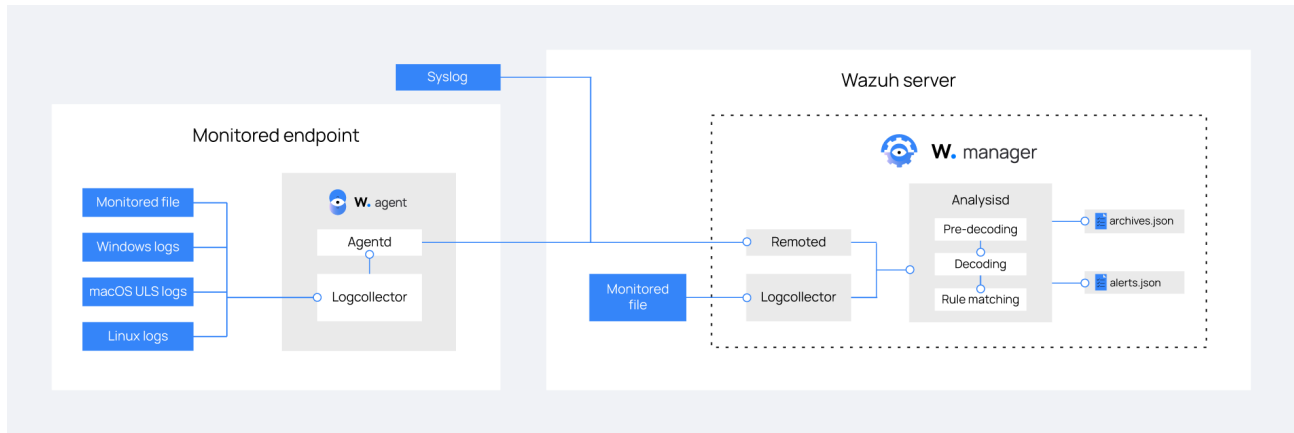 Syslog
Wazuh server
Monitored endpoint
W. manager
Monitored file
Windows logs
macOS ULS logs
Linux logs
W. agent
Agentd
Logcollector
Monitored
file
Remoted
Logcollector
Analysisd
Pre-decoding
Decoding
Rule matching
archives.json
alerts.json